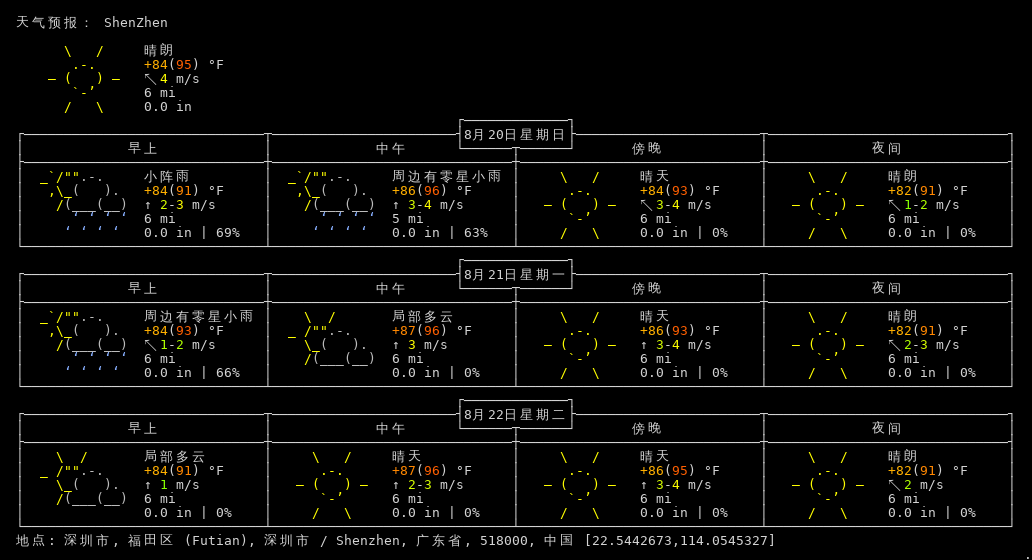 天气预报： ShenZhen
晴朗
+84(95) °F
↖4 m/s
6 mi
0.0 in
8月20日星期日
早上 中午 傍晚 夜间
小阵雨 周边有零星小雨 晴天 晴朗
+84(91) °F +86(96) °F +84(93) °F +82(91) °F
↑ 2-3 m/s ↑ 3-4 m/s ↖3-4 m/s ↖1-2 m/s
6 mi 5 mi 6 mi 6 mi
0.0 in | 69% 0.0 in | 63% 0.0 in | 0% 0.0 in | 0%
8月21日星期一
早上 中午 傍晚 夜间
周边有零星小雨 局部多云 晴天 晴朗
+84(93) °F +87(96) °F +86(93) °F +82(91) °F
↖1-2 m/s ↑ 3 m/s ↑ 3-4 m/s ↖2-3 m/s
6 mi 6 mi 6 mi 6 mi
0.0 in | 66% 0.0 in | 0% 0.0 in | 0% 0.0 in | 0%
8月22日星期二
早上 中午 傍晚 夜间
局部多云 晴天 晴天 晴朗
+84(91) °F +87(96) °F +86(95) °F +82(91) °F
↑ 1 m/s ↑ 2-3 m/s ↑ 3-4 m/s ↖2 m/s
6 mi 6 mi 6 mi 6 mi
0.0 in | 0% 0.0 in | 0% 0.0 in | 0% 0.0 in | 0%
地点: 深圳市, 福田区 (Futian), 深圳市 / Shenzhen, 广东省, 518000, 中国 [22.5442673,114.0545327]